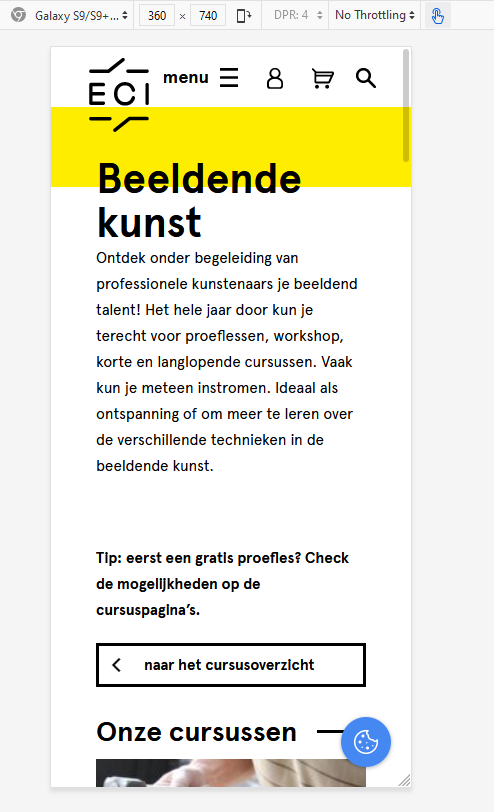 Galaxy S9/S9+...
360 × 740
DPR: 4
No Throttling
ECI
menu
Beeldende
kunst
Ontdek onder begeleiding van
professionele kunstenaars je beeldend
talent! Het hele jaar door kun je
terecht voor proeflessen, workshop,
korte en langlopende cursussen. Vaak
kun je meteen instromen. Ideaal als
ontspanning of om meer te leren over
de verschillende technieken in de
beeldende kunst.
Tip: eerst een gratis proefles? Check
de mogelijkheden op de
cursuspagina’s.
naar het cursusoverzicht
Onze cursussen